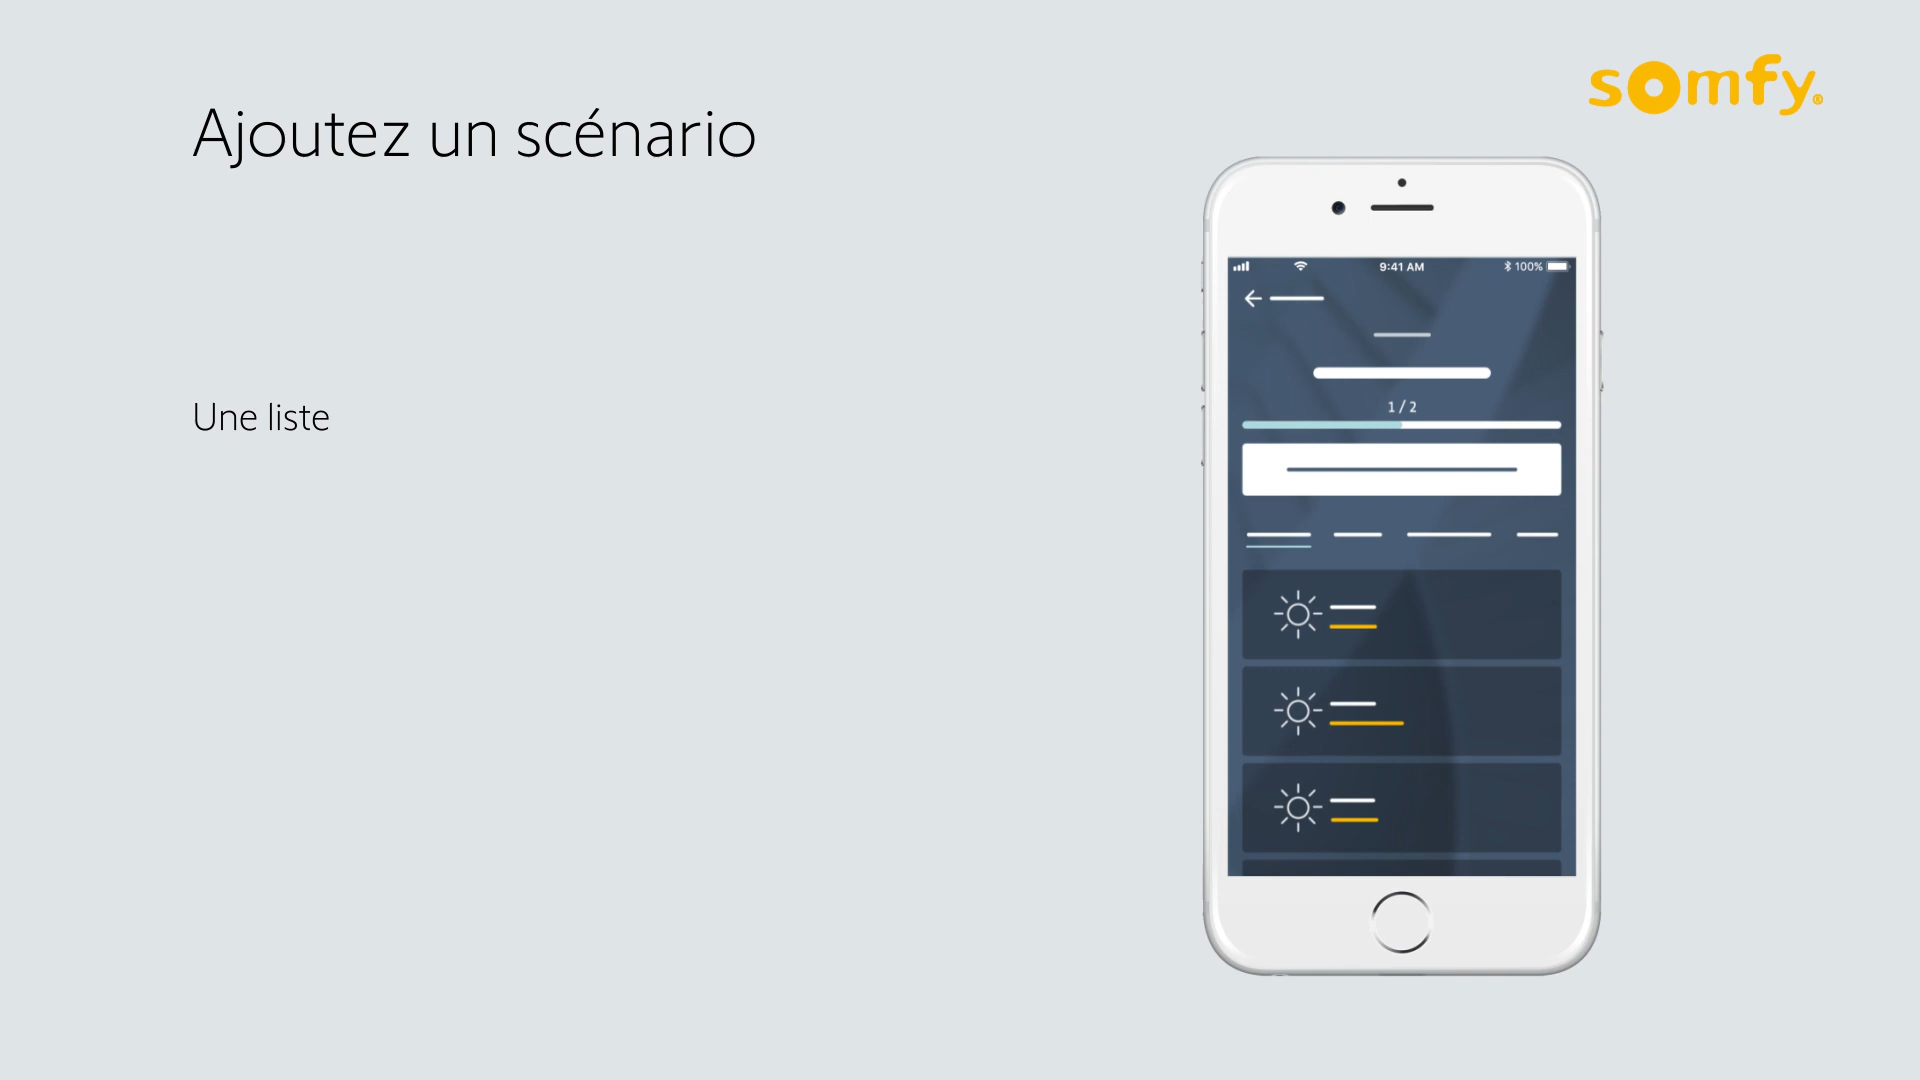 somfy®
Ajoutez un scénario
9:41 AM
100%
1 / 2
Une liste